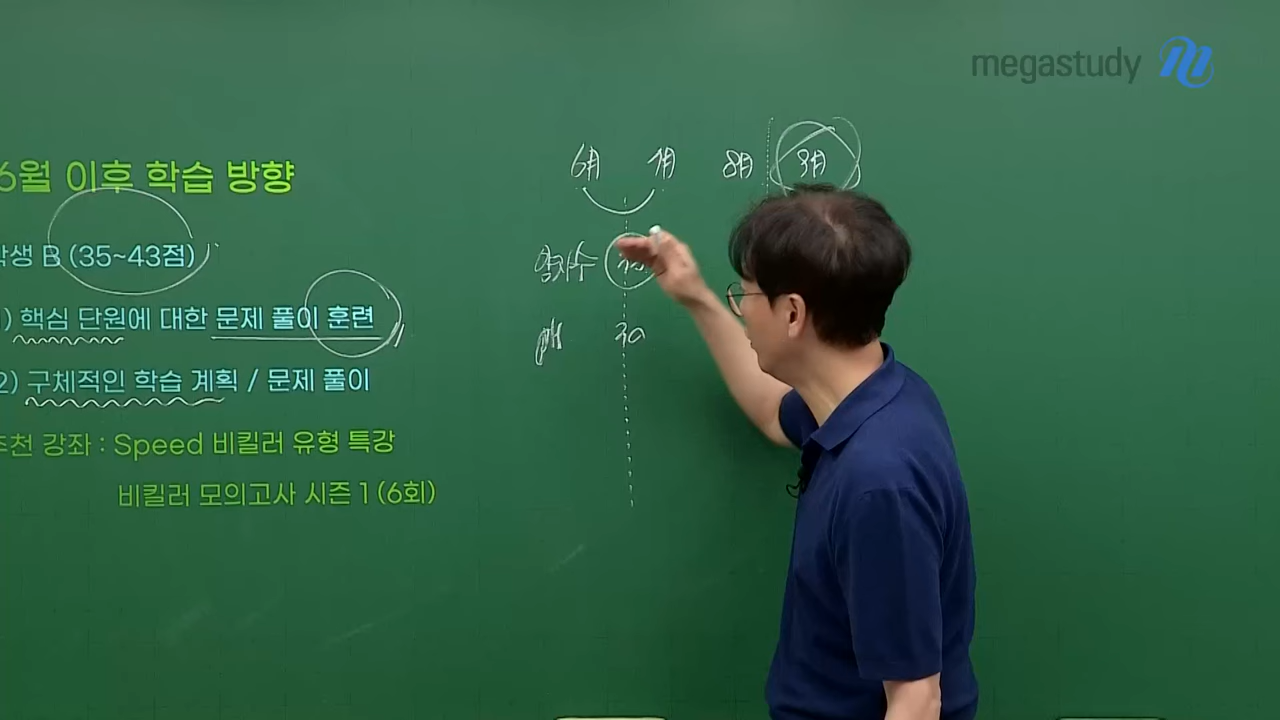 megastudy
6월 이후 학습 방향
학생 B (35~43점)
1) 핵심 단원에 대한 문제 풀이 훈련
2) 구체적인 학습 계획 / 문제 풀이
추천 강좌 : Speed 비킬러 유형 특강
비킬러 모의고사 시즌 1 (6회)
6月 7月 8月 9月
양자수
30